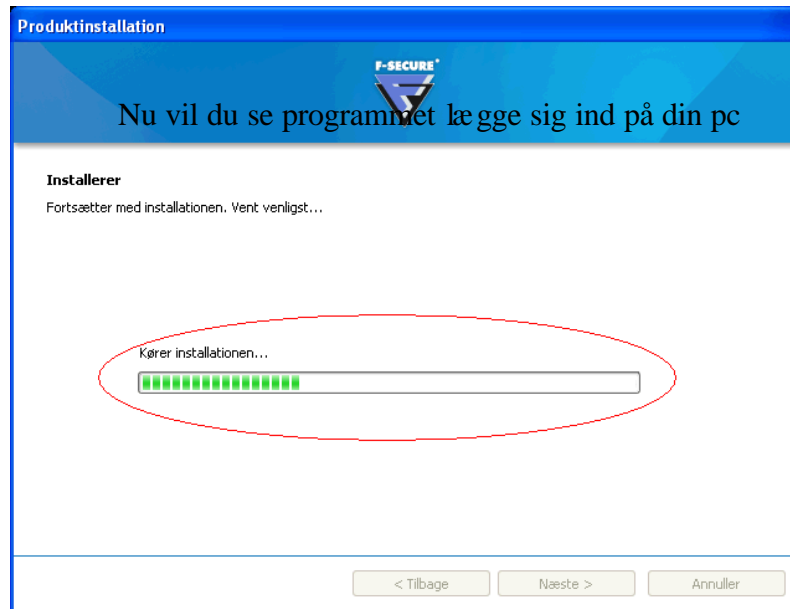 Produktinstallation
F-SECURE®
Nu vil du se programmet lægge sig ind på din pc
Installerer
Fortsætter med installationen. Vent venligst...
Kører installationen...
< Tilbage
Næste >
Annuller